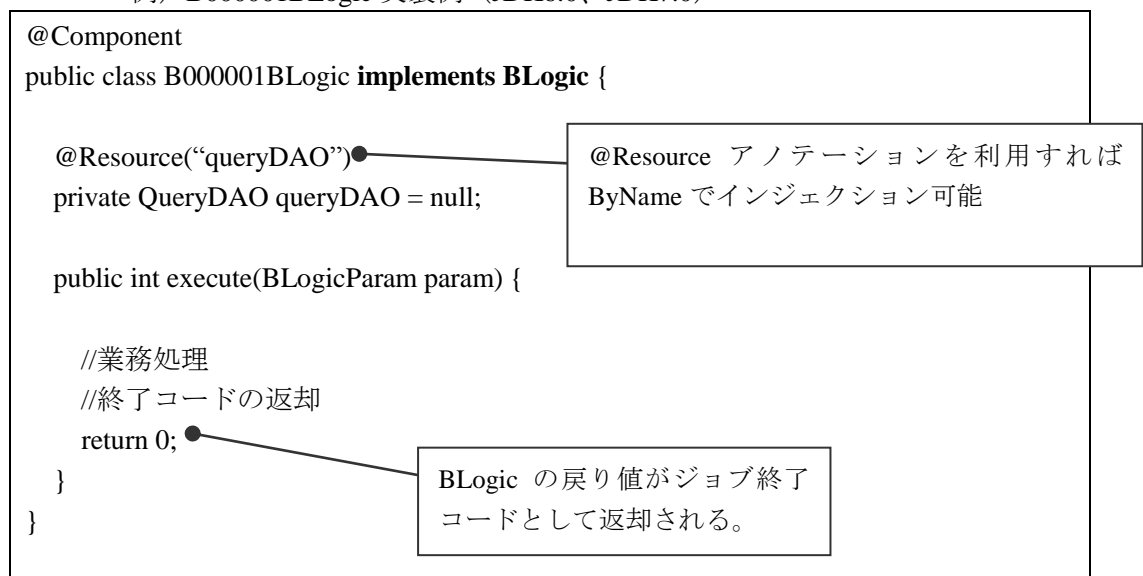 @Component
public class B000001BLogic implements BLogic {
@Resource(“queryDAO”)
private QueryDAO queryDAO = null;
@Resource アノテーションを利用すれば
ByName でインジェクション可能
public int execute(BLogicParam param) {
//業務処理
//終了コードの返却
return 0;
BLogic の戻り値がジョブ終了
コードとして返却される。
}
}